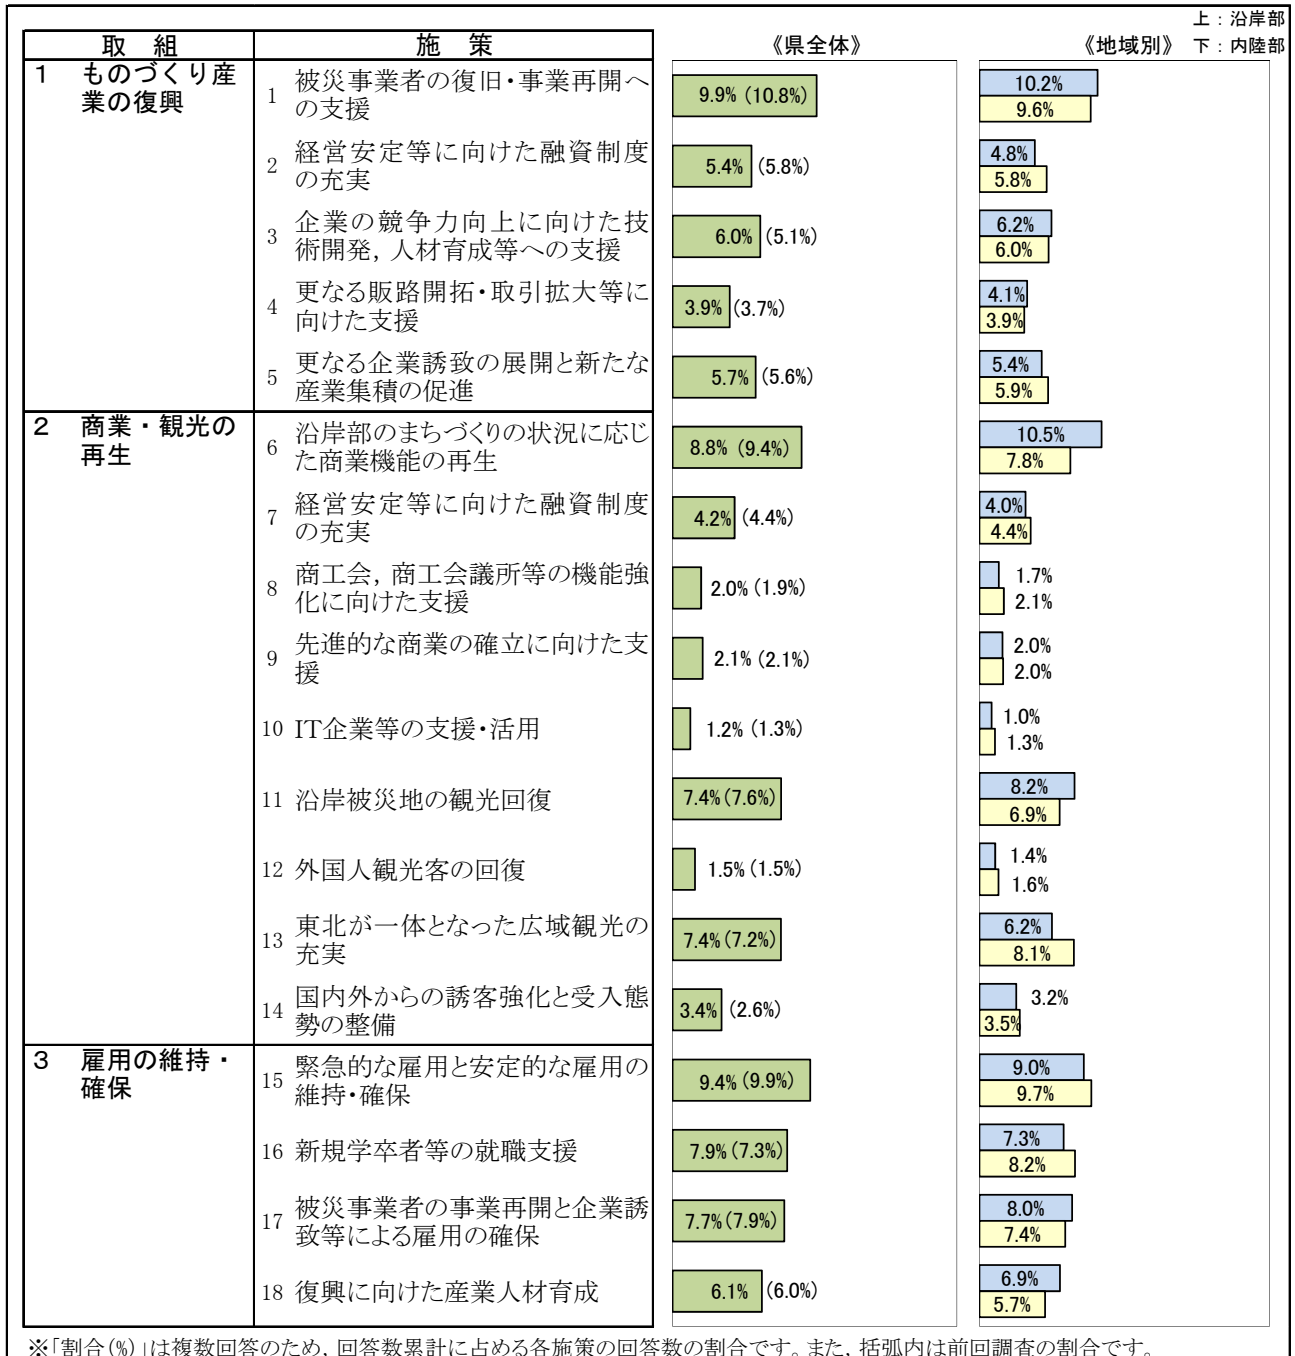 上：沿岸部
取　組　施　策　《県全体》　《地域別》　下：内陸部
1　ものづくり産
業の復興
1　被災事業者の復旧・事業再開へ
の支援
9.9% (10.8%)
10.2%
9.6%
2　経営安定等に向けた融資制度
の充実
5.4% (5.8%)
4.8%
5.8%
3　企業の競争力向上に向けた技
術開発，人材育成等への支援
6.0% (5.1%)
6.2%
6.0%
4　更なる販路開拓・取引拡大等に
向けた支援
3.9% (3.7%)
4.1%
3.9%
5　更なる企業誘致の展開と新たな
産業集積の促進
5.7% (5.6%)
5.4%
5.9%
2　商業・観光の
再生
6　沿岸部のまちづくりの状況に応じ
た商業機能の再生
8.8% (9.4%)
10.5%
7.8%
7　経営安定等に向けた融資制度
の充実
4.2% (4.4%)
4.0%
4.4%
8　商工会，商工会議所等の機能強
化に向けた支援
2.0% (1.9%)
1.7%
2.1%
9　先進的な商業の確立に向けた支
援
2.1% (2.1%)
2.0%
2.0%
10　IT企業等の支援・活用
1.2% (1.3%)
1.0%
1.3%
11　沿岸被災地の観光回復
7.4% (7.6%)
8.2%
6.9%
12　外国人観光客の回復
1.5% (1.5%)
1.4%
1.6%
13　東北が一体となった広域観光の
充実
7.4% (7.2%)
6.2%
8.1%
14　国内外からの誘客強化と受入態
勢の整備
3.4% (2.6%)
3.2%
3.5%
3　雇用の維持・
確保
15　緊急的な雇用と安定的な雇用の
維持・確保
9.4% (9.9%)
9.0%
9.7%
16　新規学卒者等の就職支援
7.9% (7.3%)
7.3%
8.2%
17　被災事業者の事業再開と企業誘
致等による雇用の確保
7.7% (7.9%)
8.0%
7.4%
18　復興に向けた産業人材育成
6.1% (6.0%)
6.9%
5.7%
※「割合(%)」は複数回答のため，回答数累計に占める各施策の回答数の割合です。また，括弧内は前回調査の割合です。